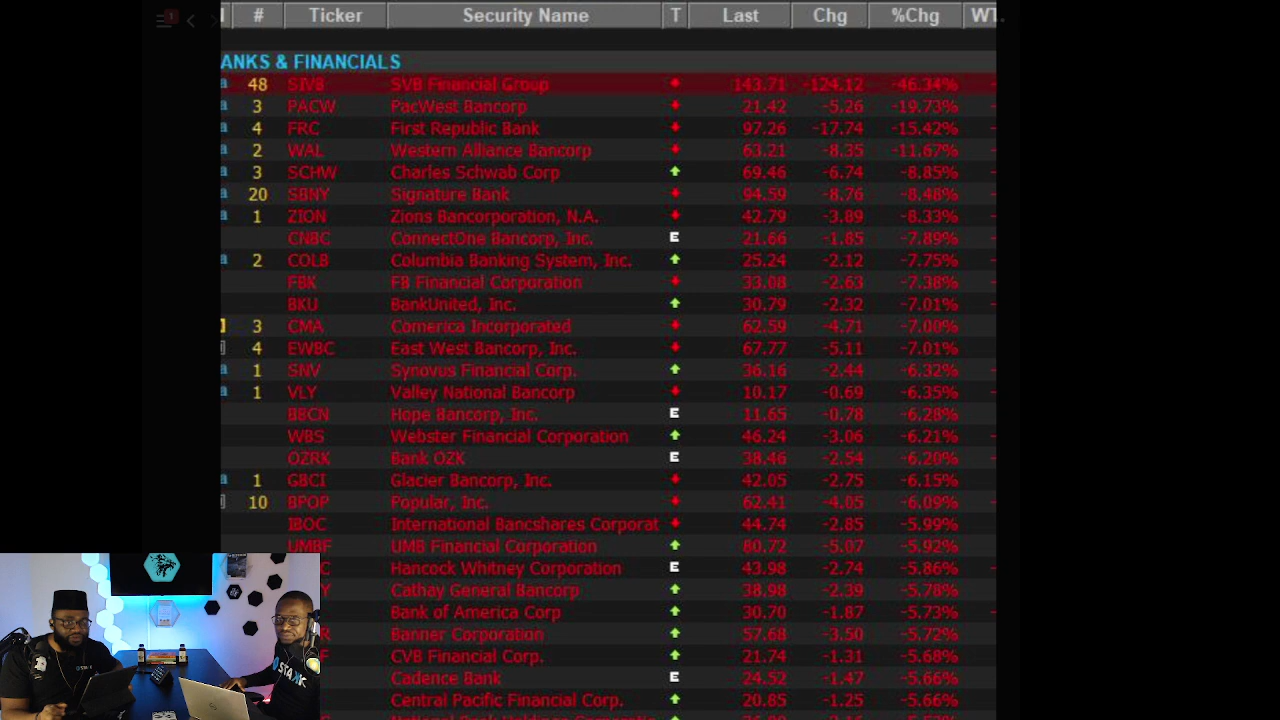 1
# Ticker Security Name T Last Chg %Chg WT.
ANKS & FINANCIALS
48 SIVB SVB Financial Group 143.71 -124.12 -46.34%
3 PACW PacWest Bancorp 21.42 -5.26 -19.73%
4 FRC First Republic Bank 97.26 -17.74 -15.42%
2 WAL Western Alliance Bancorp 63.21 -8.35 -11.67%
3 SCHW Charles Schwab Corp 69.46 -6.74 -8.85%
20 SBNY Signature Bank 94.59 -8.76 -8.48%
1 ZION Zions Bancorporation, N.A. 42.79 -3.89 -8.33%
CNBC ConnectOne Bancorp, Inc. E 21.66 -1.85 -7.89%
2 COLB Columbia Banking System, Inc. 25.24 -2.12 -7.75%
FBK FB Financial Corporation 33.08 -2.63 -7.38%
BKU BankUnited, Inc. 30.79 -2.32 -7.01%
3 CMA Comerica Incorporated 62.59 -4.71 -7.00%
4 EWBC East West Bancorp, Inc. 67.77 -5.11 -7.01%
1 SNV Synovus Financial Corp. 36.16 -2.44 -6.32%
1 VLY Valley National Bancorp 10.17 -0.69 -6.35%
BBCN Hope Bancorp, Inc. E 11.65 -0.78 -6.28%
WBS Webster Financial Corporation 46.24 -3.06 -6.21%
OZRK Bank OZK E 38.46 -2.54 -6.20%
1 GBCI Glacier Bancorp, Inc. 42.05 -2.75 -6.15%
10 BPOP Popular, Inc. 62.41 -4.05 -6.09%
IBOC International Bancshares Corporat 44.74 -2.85 -5.99%
UMBF UMB Financial Corporation 80.72 -5.07 -5.92%
C Hancock Whitney Corporation E 43.98 -2.74 -5.86%
Y Cathay General Bancorp 38.98 -2.39 -5.78%
Bank of America Corp 30.70 -1.87 -5.73%
R Banner Corporation 57.68 -3.50 -5.72%
F CVB Financial Corp. 21.74 -1.31 -5.68%
Cadence Bank E 24.52 -1.47 -5.66%
Central Pacific Financial Corp. 20.85 -1.25 -5.66%